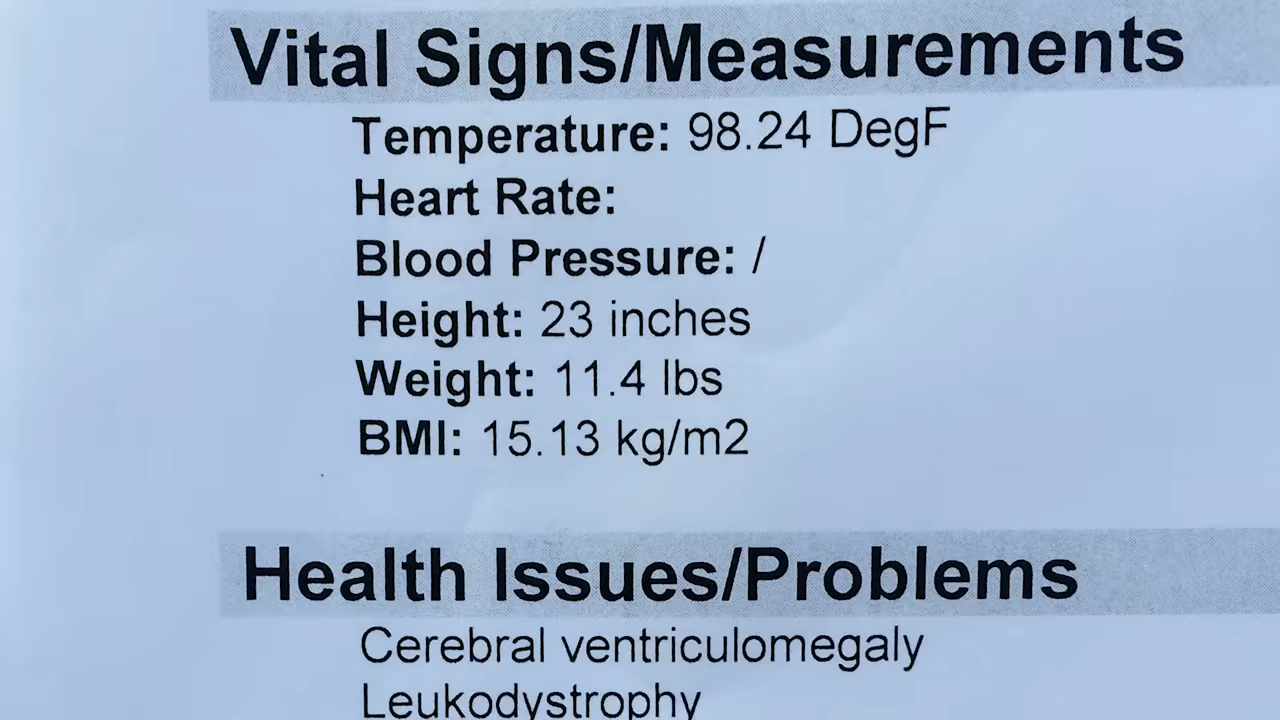 Vital Signs/Measurements
Temperature: 98.24 DegF
Heart Rate:
Blood Pressure: /
Height: 23 inches
Weight: 11.4 lbs
BMI: 15.13 kg/m2
Health Issues/Problems
Cerebral ventriculomegaly
Leukodystrophy